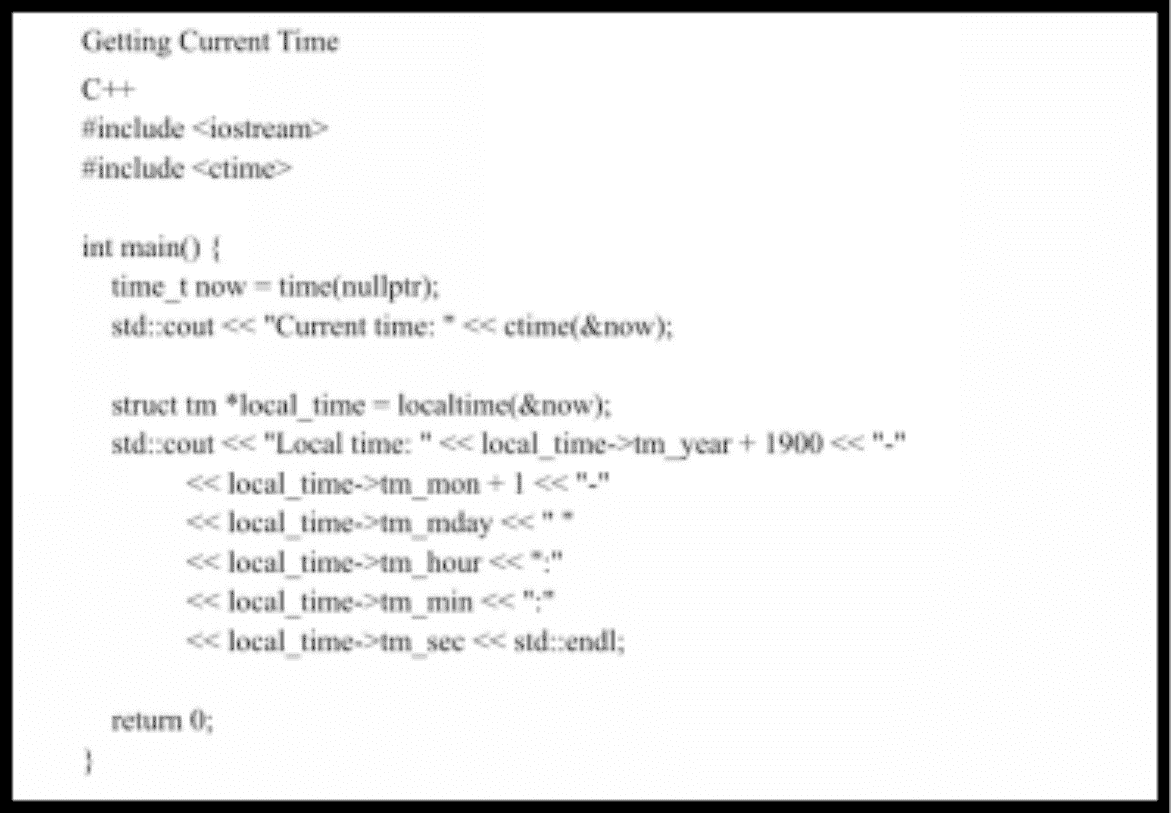 Getting Current Time
C++
#include <iostream>
#include <ctime>
int main() {
time_t now = time(nullptr);
std::cout << "Current time: " << ctime(&now);
struct tm *local_time = localtime(&now);
std::cout << "Local time: " << local_time->tm_year + 1900 << "-"
<< local_time->tm_mon + 1 << "-"
<< local_time->tm_mday << " "
<< local_time->tm_hour << ":"
<< local_time->tm_min << ":"
<< local_time->tm_sec << std::endl;
return 0;
}